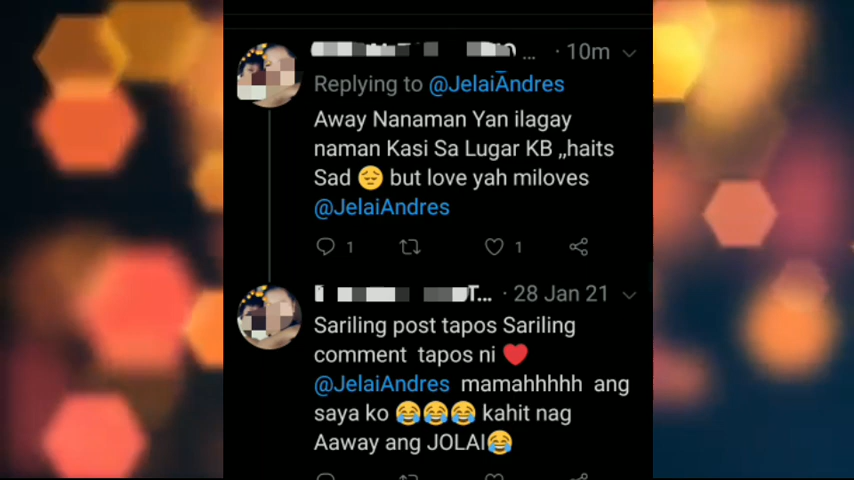 · 10m
Replying to @JelaiAndres
Away Nanaman Yan ilagay
naman Kasi Sa Lugar KB ,,haits
Sad 😔 but love yah miloves
@JelaiAndres
1 1
T... · 28 Jan 21
Sariling post tapos Sariling
comment tapos ni ❤️
@JelaiAndres mamahhhhh ang
saya ko 😂😂😂 kahit nag
Aaway ang JOLAI😂